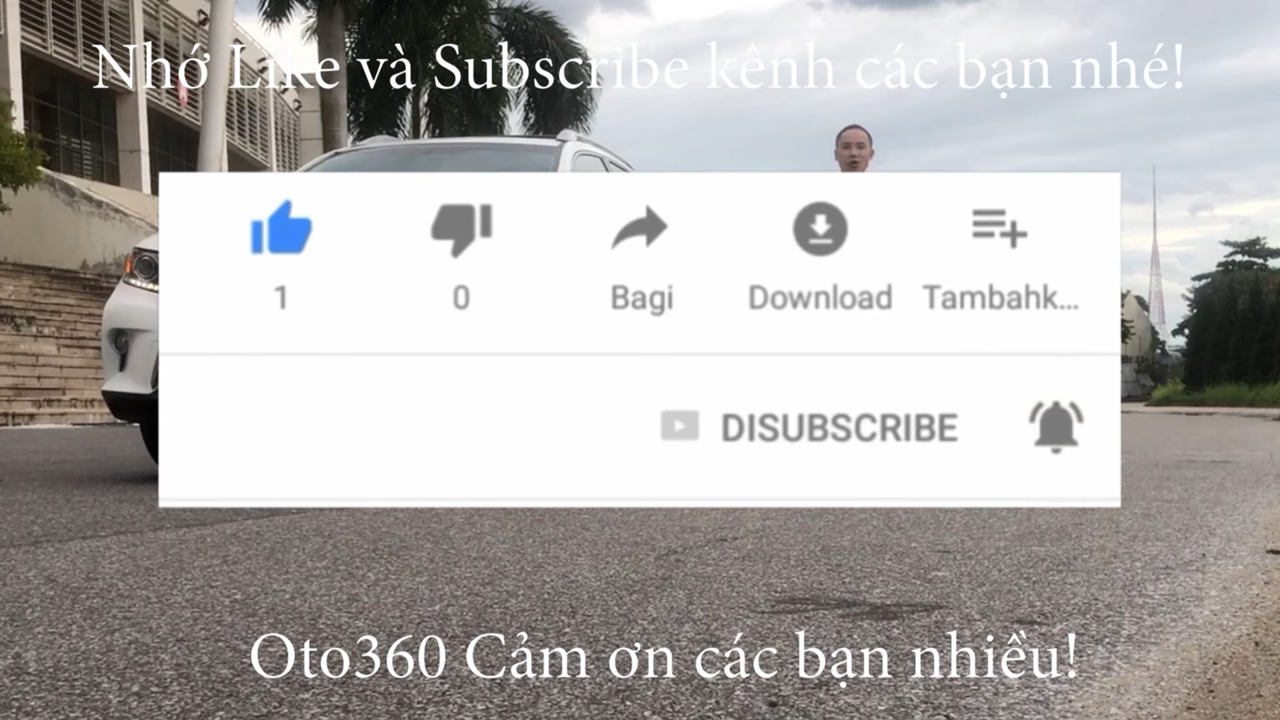 Nhớ Like và Subscribe kênh các bạn nhé!
1 0 Bagi Download Tambahk...
DISUBSCRIBE
Oto360 Cảm ơn các bạn nhiều!